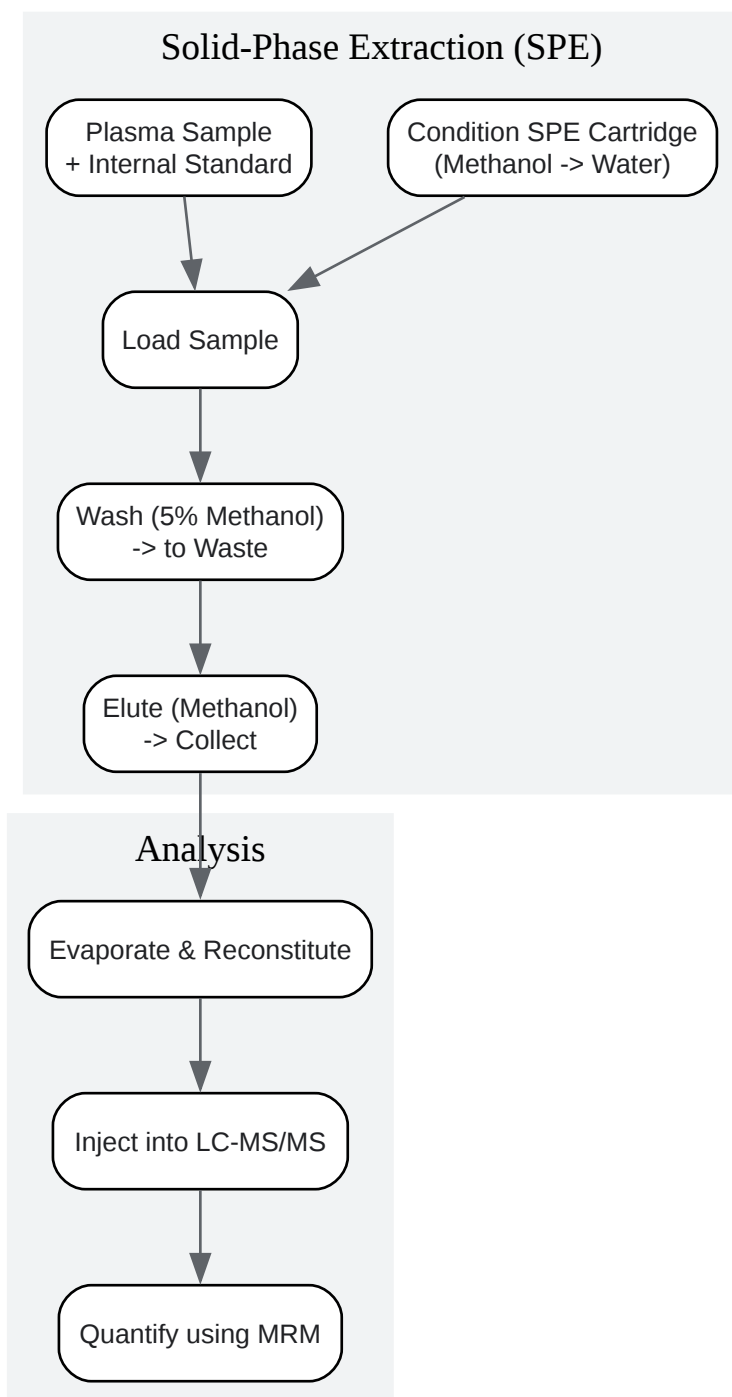 Solid-Phase Extraction (SPE)
Plasma Sample
+ Internal Standard
Condition SPE Cartridge
(Methanol -> Water)
Load Sample
Wash (5% Methanol)
-> to Waste
Elute (Methanol)
-> Collect
Analysis
Evaporate & Reconstitute
Inject into LC-MS/MS
Quantify using MRM